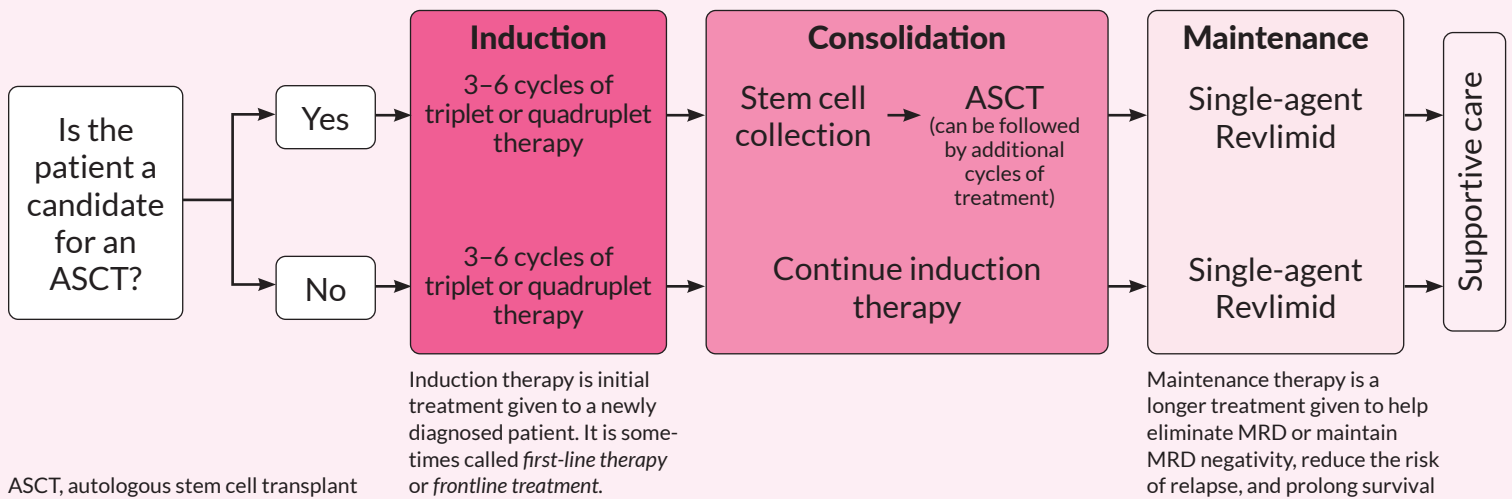 Is the
patient a
candidate
for an
ASCT?
Yes
No
Induction
3–6 cycles of
triplet or quadruplet
therapy
3–6 cycles of
triplet or quadruplet
therapy
Induction therapy is initial
treatment given to a newly
diagnosed patient. It is some-
times called first-line therapy
or frontline treatment.
Consolidation
Stem cell
collection
ASCT
(can be followed
by additional
cycles of
treatment)
Continue induction
therapy
Maintenance
Single-agent
Revlimid
Single-agent
Revlimid
Maintenance therapy is a
longer treatment given to help
eliminate MRD or maintain
MRD negativity, reduce the risk
of relapse, and prolong survival
Supportive care
ASCT, autologous stem cell transplant